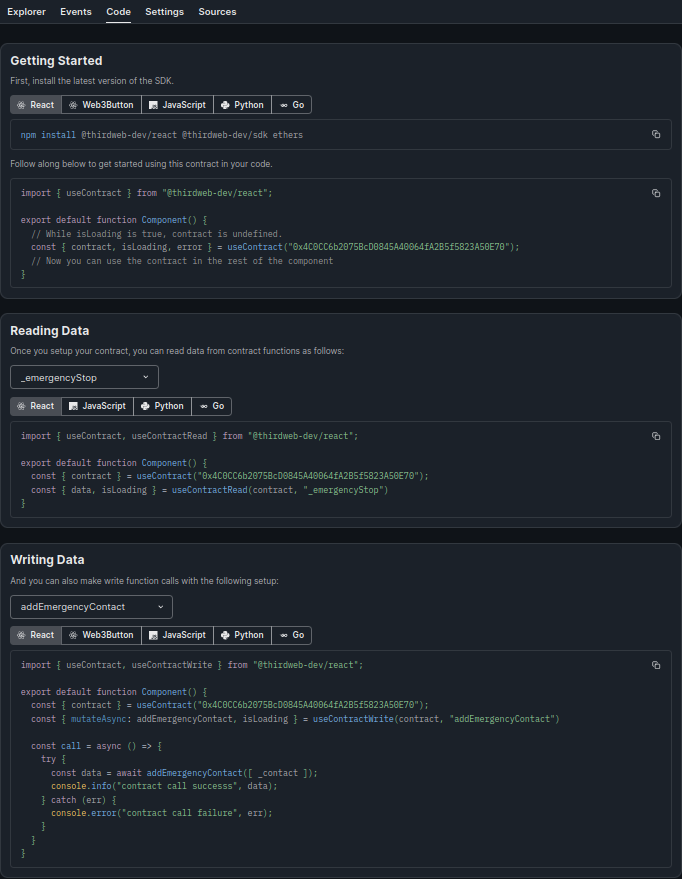 Explorer Events Code Settings Sources
Getting Started
First, install the latest version of the SDK.
React Web3Button JavaScript Python Go
npm install @thirdweb-dev/react @thirdweb-dev/sdk ethers
Follow along below to get started using this contract in your code.
import { useContract } from "@thirdweb-dev/react";
export default function Component() {
// While isLoading is true, contract is undefined.
const { contract, isLoading, error } = useContract("0x4C0CC6b2075BcD0845A40064fA2B5f5823A50E70");
// Now you can use the contract in the rest of the component
}
Reading Data
Once you setup your contract, you can read data from contract functions as follows:
_emergencyStop
React JavaScript Python Go
import { useContract, useContractRead } from "@thirdweb-dev/react";
export default function Component() {
const { contract } = useContract("0x4C0CC6b2075BcD0845A40064fA2B5f5823A50E70");
const { data, isLoading } = useContractRead(contract, "_emergencyStop")
}
Writing Data
And you can also make write function calls with the following setup:
addEmergencyContact
React Web3Button JavaScript Python Go
import { useContract, useContractWrite } from "@thirdweb-dev/react";
export default function Component() {
const { contract } = useContract("0x4C0CC6b2075BcD0845A40064fA2B5f5823A50E70");
const { mutateAsync: addEmergencyContact, isLoading } = useContractWrite(contract, "addEmergencyContact")
const call = async () => {
try {
const data = await addEmergencyContact([ _contact ]);
console.info("contract call successs", data);
} catch (err) {
console.error("contract call failure", err);
}
}
}